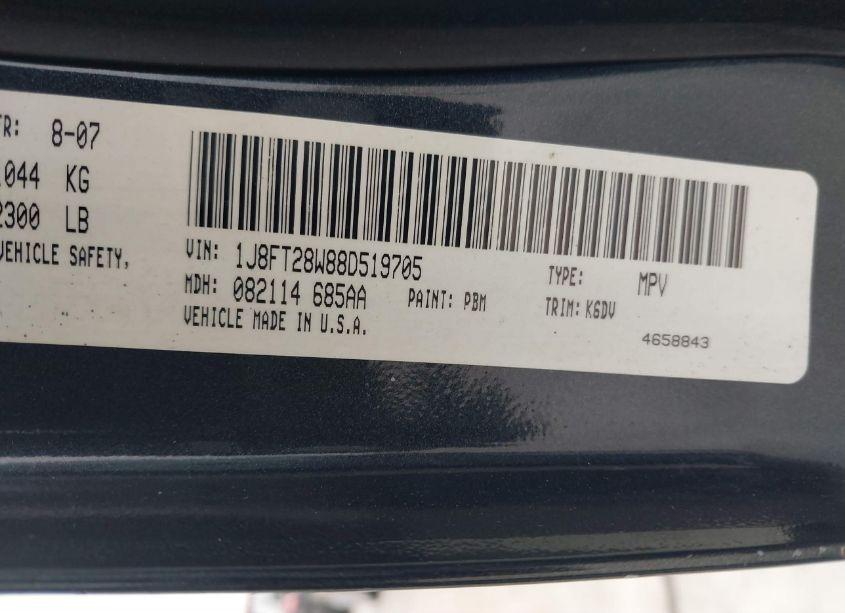 TR: 8-07
1044 KG
2300 LB
VEHICLE SAFETY,
VIN: 1J8FT28W88D519705
TYPE: MPV
MDH: 082114 685AA PAINT: PBM
TRIM: K6DV
VEHICLE MADE IN U.S.A.
4658843